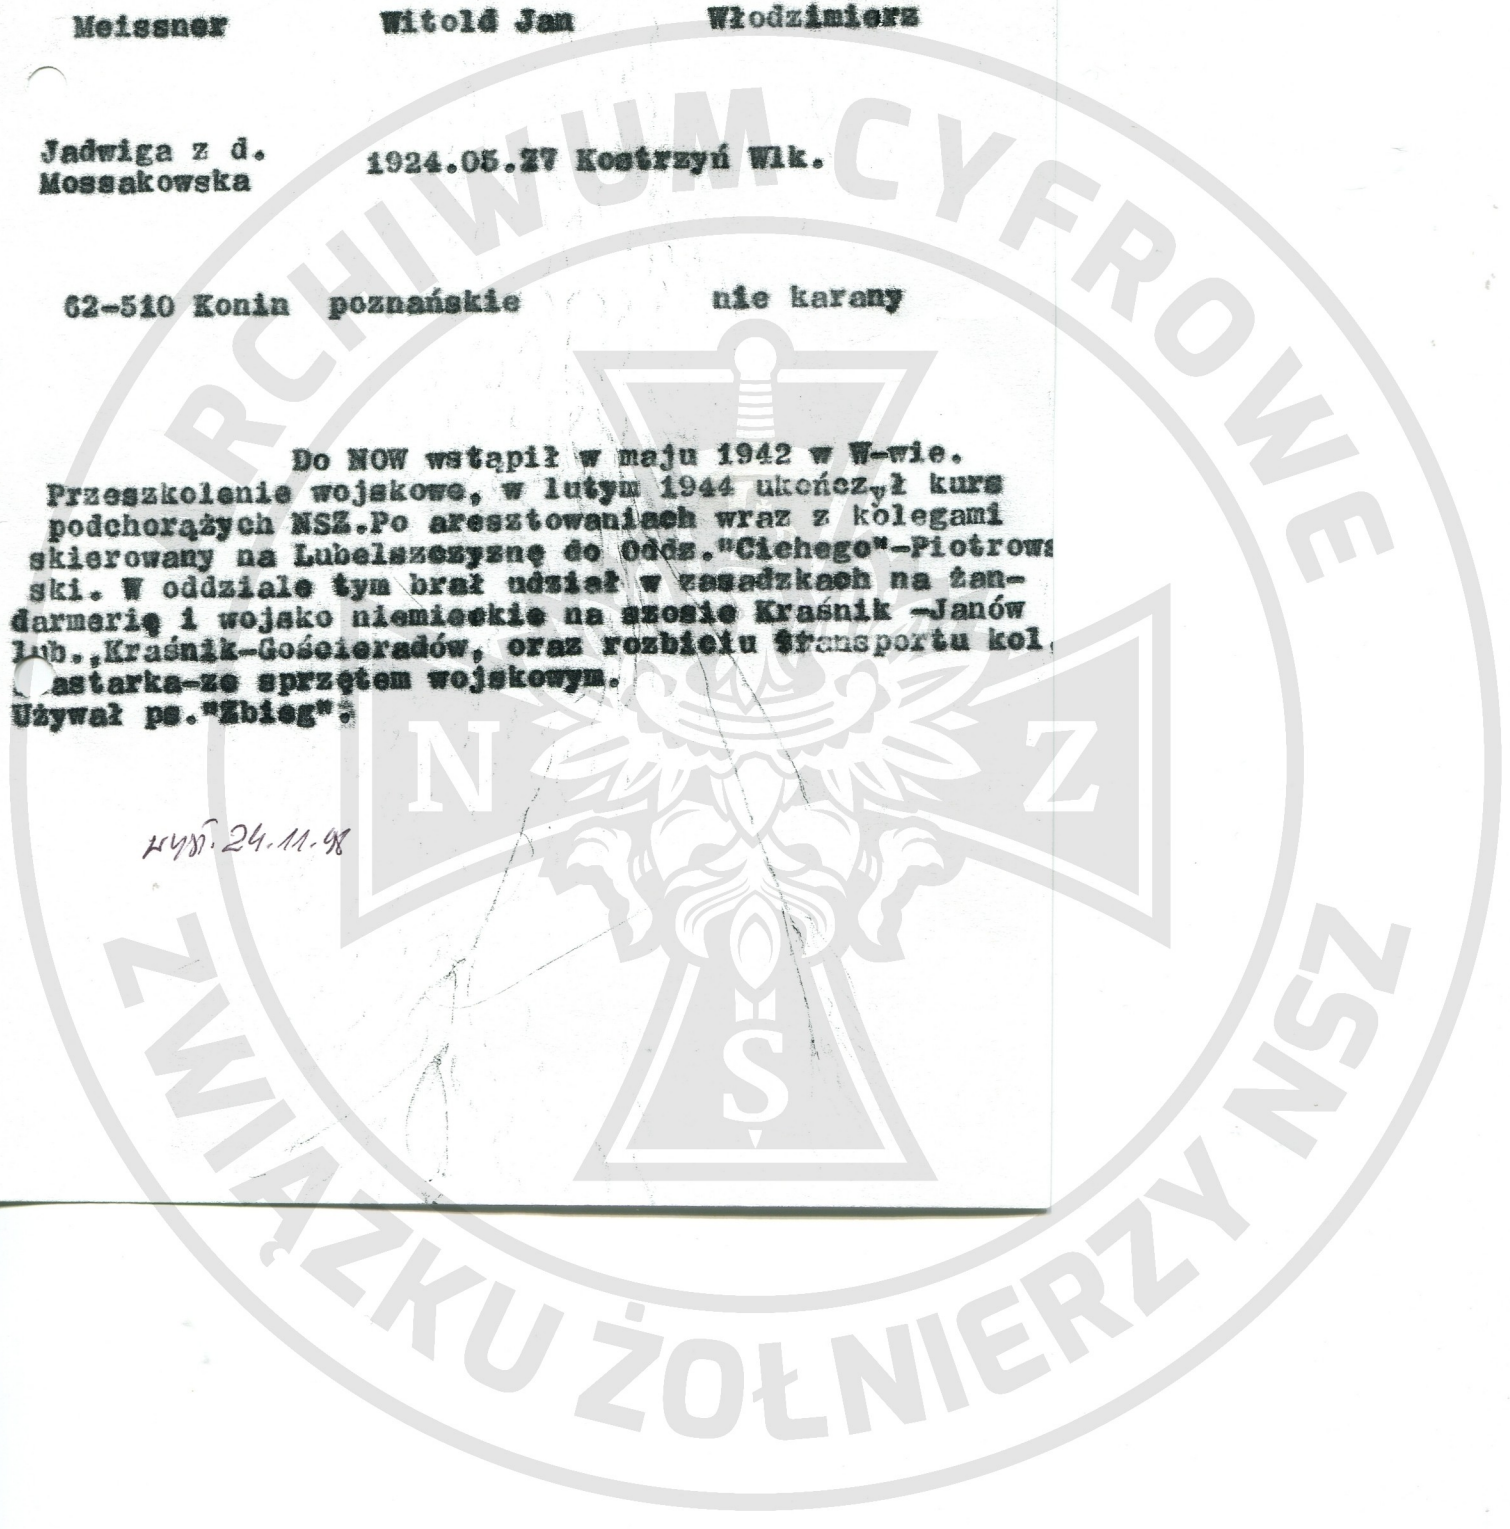 Meissner Witold Jan Włodzimierz
Jadwiga z d.
Mossakowska
1924.05.27 Kostrzyń Wlk.
62-510 Konin poznańskie nie karany
Do NOW wstąpił w maju 1942 w W-wie.
Przeszkolenie wojskowe, w lutym 1944 ukończył kurs
podchorążych NSZ.Po aresztowaniach wraz z kolegami
skierowany na Lubelszczyznę do Oddz."Cichego"-Piotrows
ski. W oddziale tym brał udział w zasadzkach na żan-
darmerię i wojsko niemieckie na szosie Kraśnik -Janów
lub.,Kraśnik-Gościeradów, oraz rozbiciu transportu kol.
astarka-ze sprzętem wojskowym.
Używał ps."Zbieg".
24.11.98
RCHIWUM CYFROWE
ZWIĄZKU ŻOŁNIERZY NSZ
N Z
S